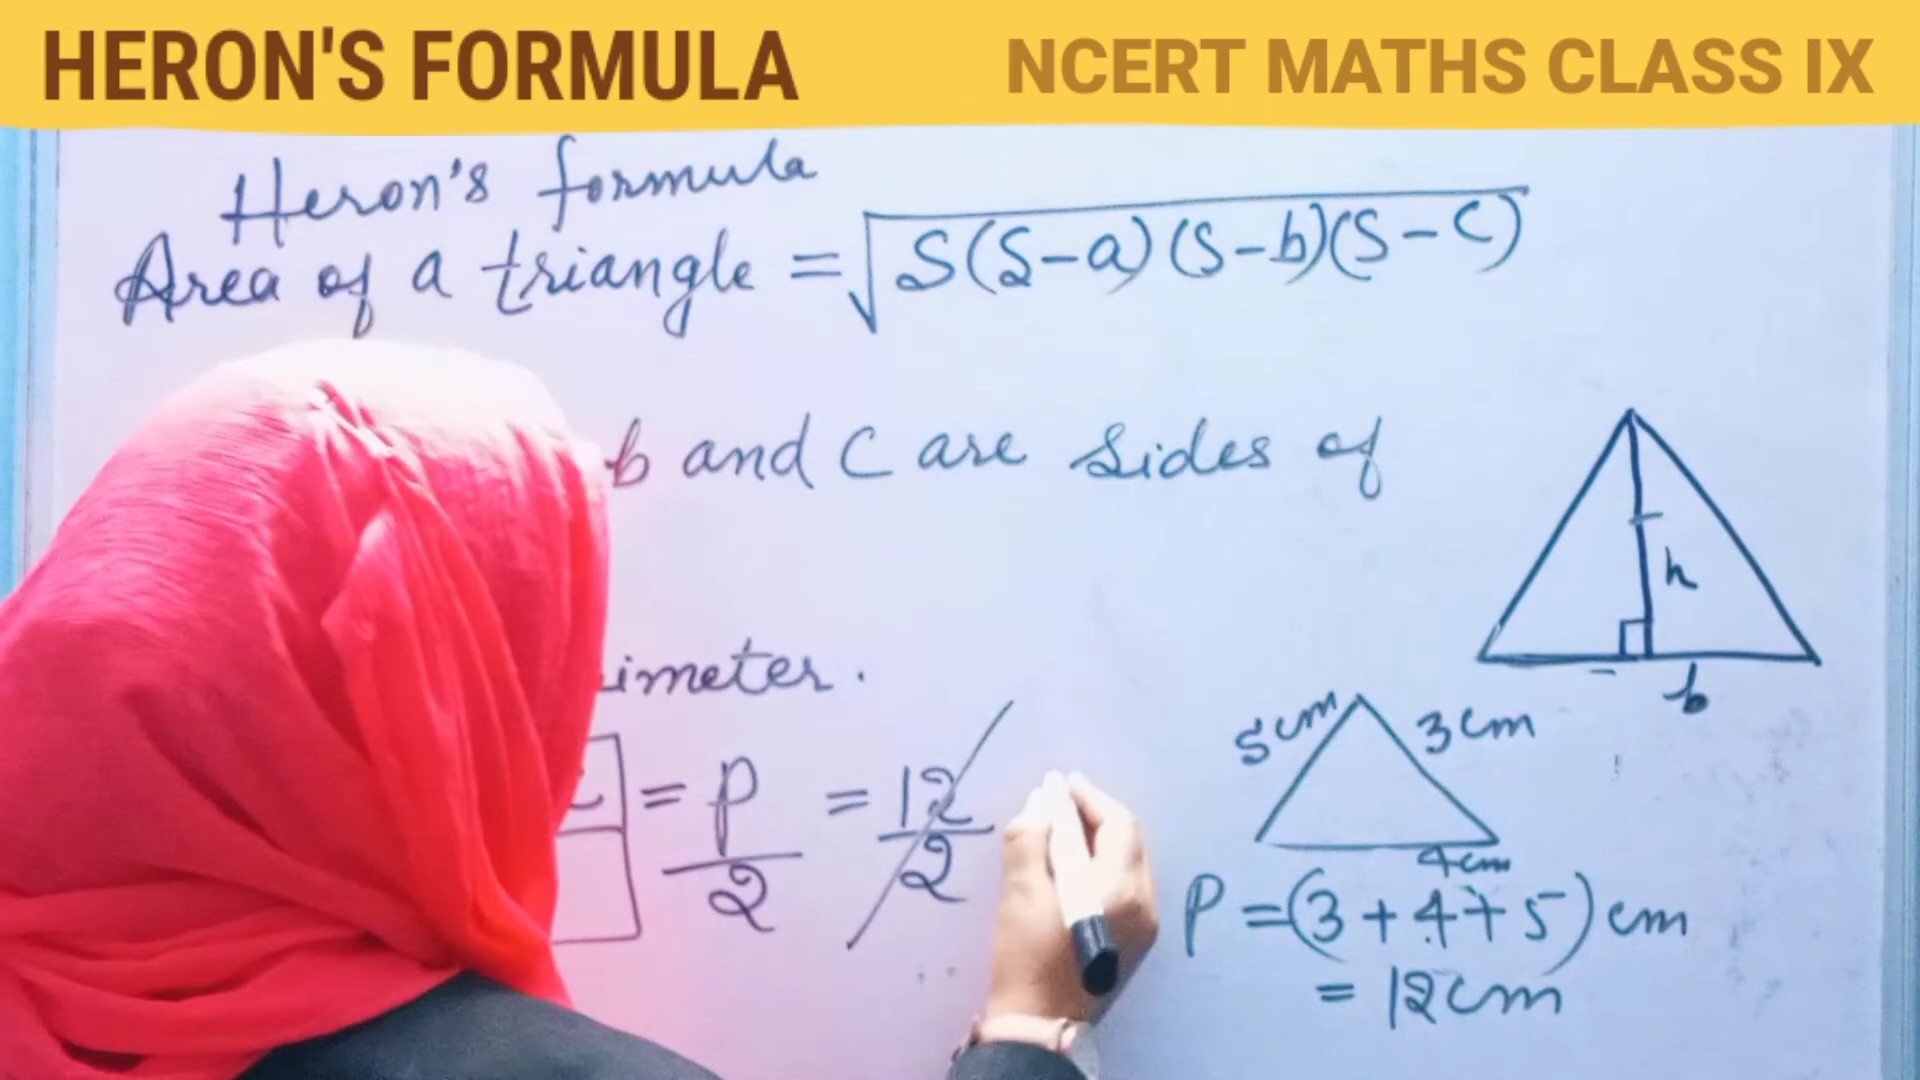 HERON'S FORMULA
NCERT MATHS CLASS IX
Heron's formula
Area of a triangle = √S(S-a)(S-b)(S-c)
b and C are sides of
h
b
imeter.
= P/2 = 12/2
5cm
3cm
4cm
P = (3+4+5) cm
= 12cm